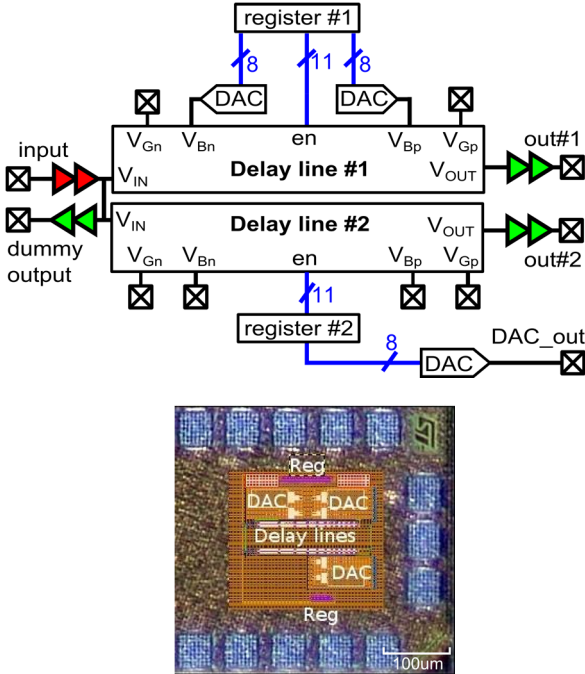 register #1
8
11
8
DAC
DAC
V_Gn
V_Bn
en
V_Bp
V_Gp
out#1
input
V_IN
Delay line #1
V_OUT
V_IN
Delay line #2
V_OUT
dummy
output
V_Gn
V_Bn
en
V_Bp
V_Gp
out#2
11
register #2
8
DAC
DAC_out
ST
Reg
DAC
DAC
Delay lines
DAC
Reg
100um